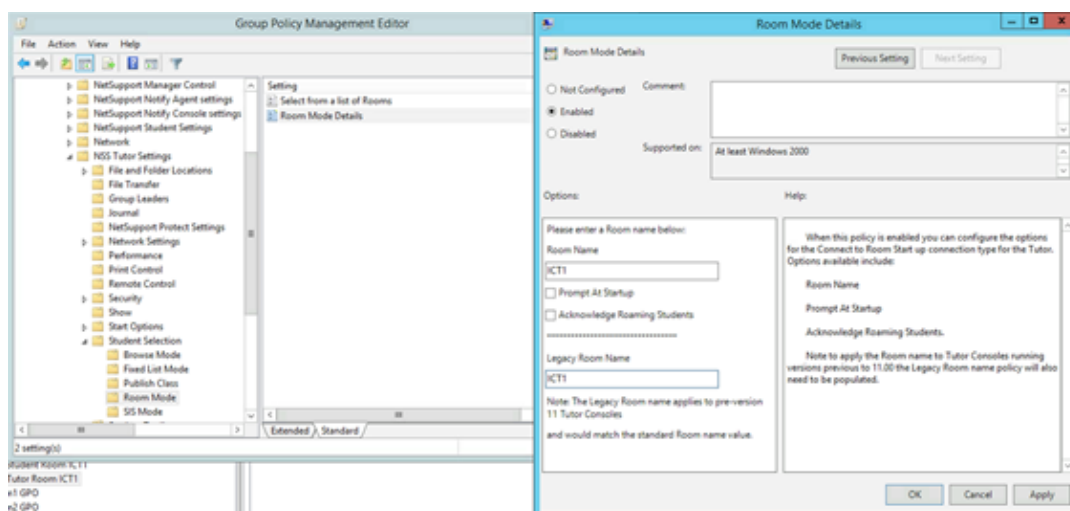 Group Policy Management Editor
File Action View Help
NetSupport Manager Control
NetSupport Notify Agent settings
NetSupport Notify Console settings
NetSupport Student Settings
Network
NSS Tutor Settings
File and Folder Locations
File Transfer
Group Leaders
Journal
NetSupport Protect Settings
Network Settings
Performance
Print Control
Remote Control
Security
Show
Start Options
Student Selection
Browse Mode
Fixed List Mode
Publish Class
Room Mode
SIS Mode
Setting
Select from a list of Rooms
Room Mode Details
Extended Standard
2 setting(s)
Student Room ICT1
Tutor Room ICT1
GPO
GPO
Room Mode Details
Room Mode Details
Previous Setting Next Setting
Not Configured
Enabled
Disabled
Comment:
Supported on:
At least Windows 2000
Options:
Help:
Please enter a Room name below:
Room Name
ICT1
Prompt At Startup
Acknowledge Roaming Students
Legacy Room Name
ICT1
Note: The Legacy Room name applies to pre-version
11 Tutor Consoles
and would match the standard Room name value.
When this policy is enabled you can configure the options
for the Connect to Room Start up connection type for the Tutor.
Options available include:
Room Name
Prompt At Startup
Acknowledge Roaming Students.
Note to apply the Room name to Tutor Consoles running
versions previous to 11.00 the Legacy Room name policy will also
need to be populated.
OK Cancel Apply